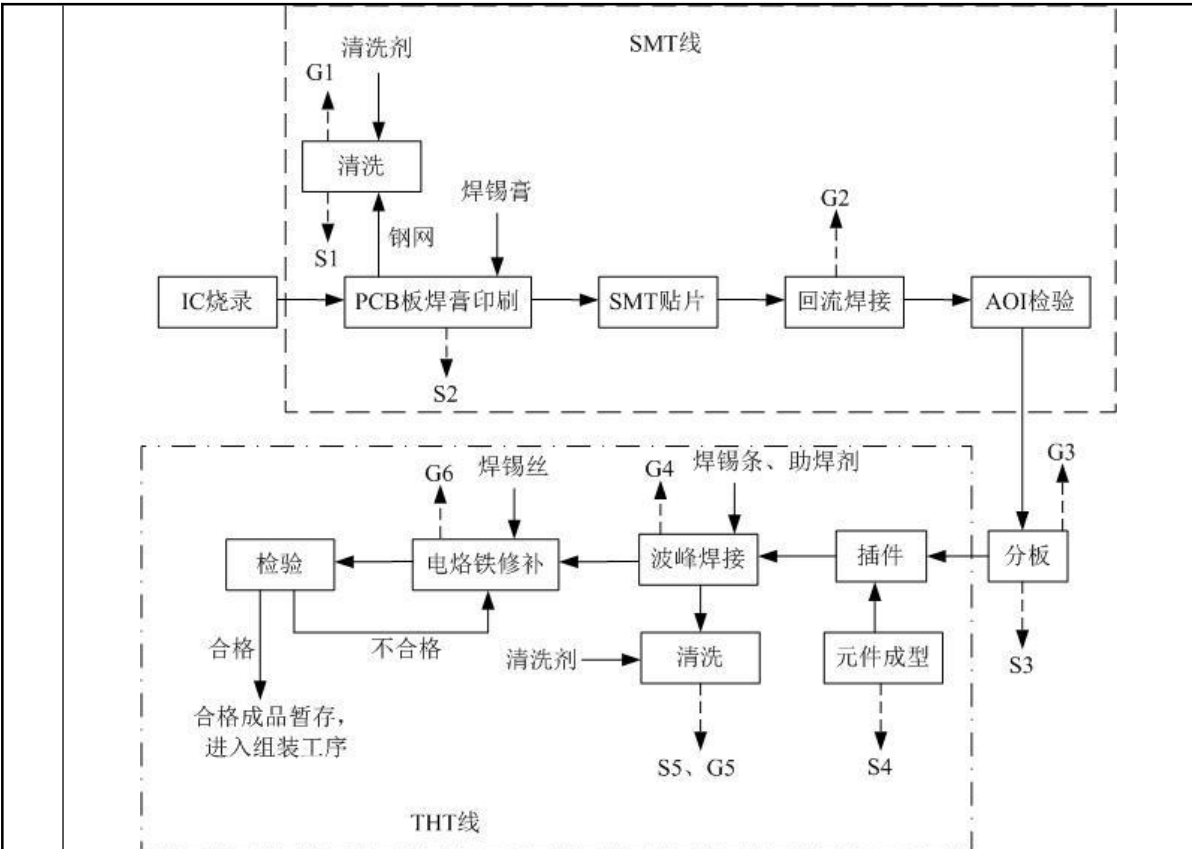 SMT线
清洗剂
G1
清洗
焊锡膏
G2
钢网
S1
IC烧录
PCB板焊膏印刷
SMT贴片
回流焊接
AOI检验
S2
焊锡丝
焊锡条、助焊剂
G6
G4
G3
检验
电烙铁修补
波峰焊接
插件
分板
合格
不合格
清洗剂
清洗
元件成型
S3
合格成品暂存，
进入组装工序
S5、G5
S4
THT线